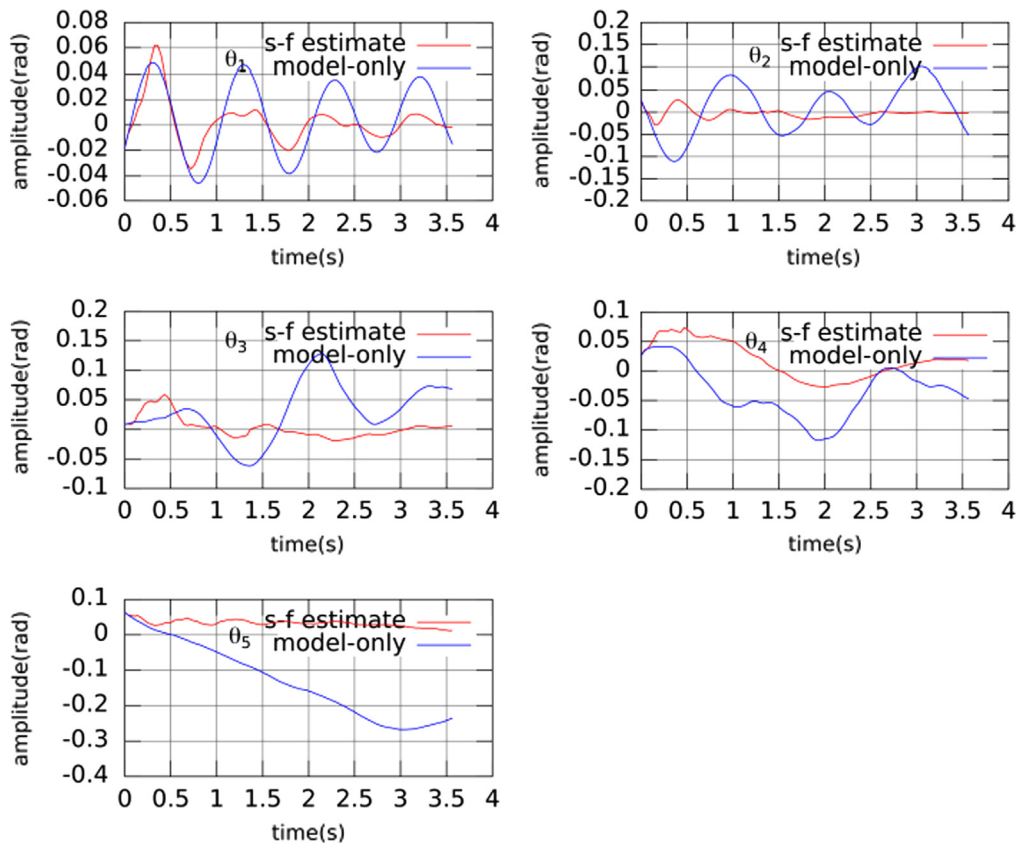 0.08
0.06
0.04
0.02
0
-0.02
-0.04
-0.06
amplitude(rad)
θ1
s-f estimate
model-only
0 0.5 1 1.5 2 2.5 3 3.5 4
time(s)
0.2
0.15
0.1
0.05
0
-0.05
-0.1
-0.15
-0.2
amplitude(rad)
θ2
s-f estimate
model-only
0 0.5 1 1.5 2 2.5 3 3.5 4
time(s)
0.2
0.15
0.1
0.05
0
-0.05
-0.1
amplitude(rad)
θ3
s-f estimate
model-only
0 0.5 1 1.5 2 2.5 3 3.5 4
time(s)
0.1
0.05
0
-0.05
-0.1
-0.15
-0.2
amplitude(rad)
θ4
s-f estimate
model-only
0 0.5 1 1.5 2 2.5 3 3.5 4
time(s)
0.1
0
-0.1
-0.2
-0.3
-0.4
amplitude(rad)
θ5
s-f estimate
model-only
0 0.5 1 1.5 2 2.5 3 3.5 4
time(s)